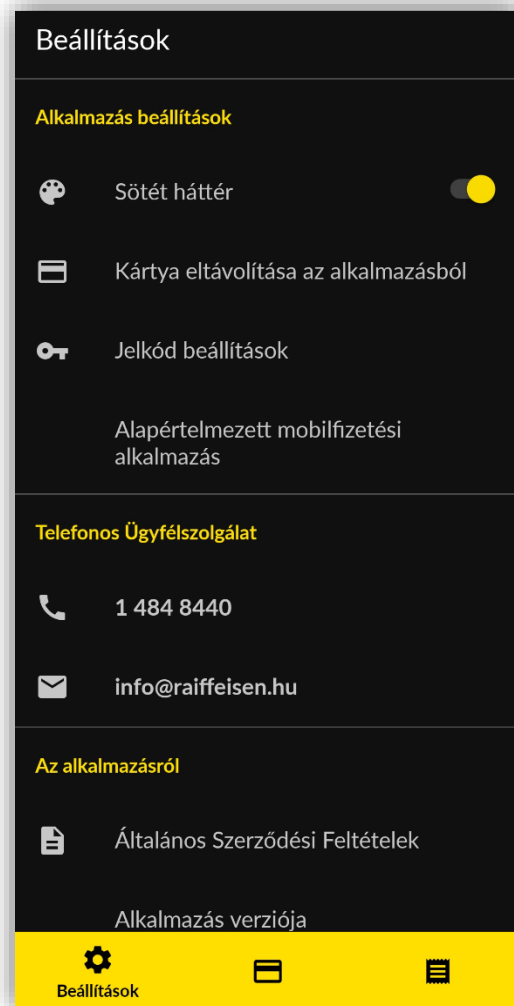 Beállítások
Alkalmazás beállítások
Sötét háttér
Kártya eltávolítása az alkalmazásból
Jelkód beállítások
Alapértelmezett mobilfizetési
alkalmazás
Telefonos Ügyfélszolgálat
1 484 8440
info@raiffeisen.hu
Az alkalmazásról
Általános Szerződési Feltételek
Alkalmazás verziója
Beállítások